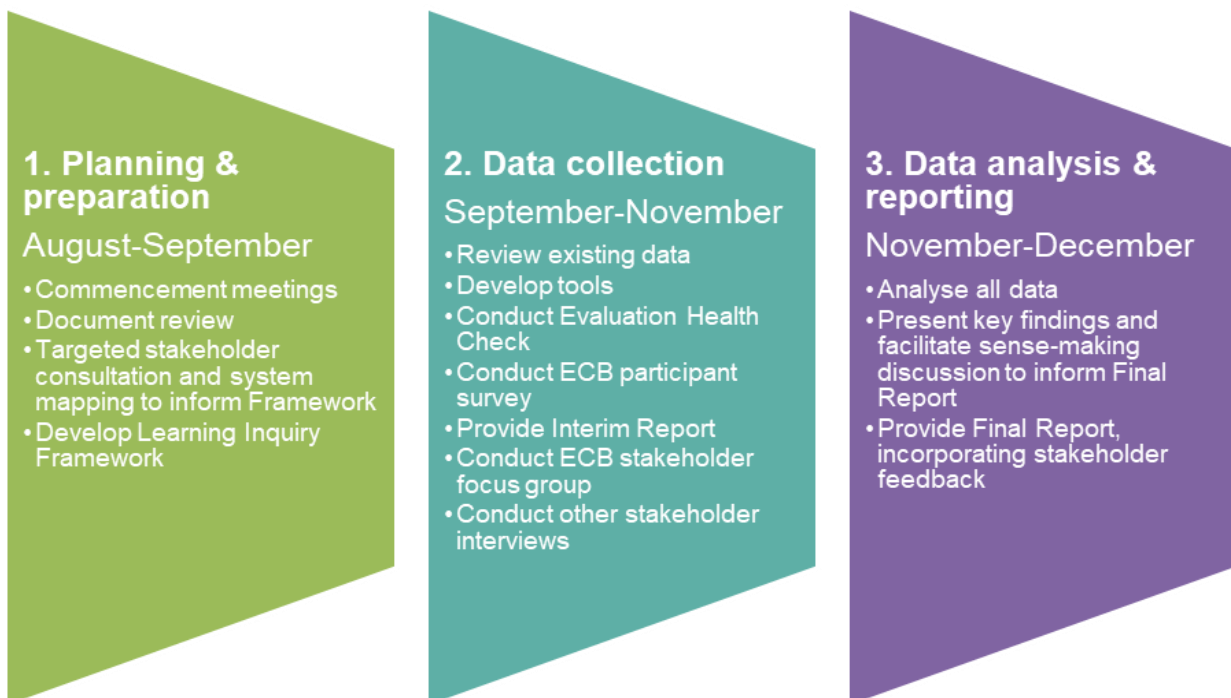 1. Planning &
preparation
August-September
•Commencement meetings
•Document review
•Targeted stakeholder
consultation and system
mapping to inform Framework
•Develop Learning Inquiry
Framework
2. Data collection
September-November
•Review existing data
•Develop tools
•Conduct Evaluation Health
Check
•Conduct ECB participant
survey
•Provide Interim Report
•Conduct ECB stakeholder
focus group
•Conduct other stakeholder
interviews
3. Data analysis &
reporting
November-December
•Analyse all data
•Present key findings and
facilitate sense-making
discussion to inform Final
Report
•Provide Final Report,
incorporating stakeholder
feedback